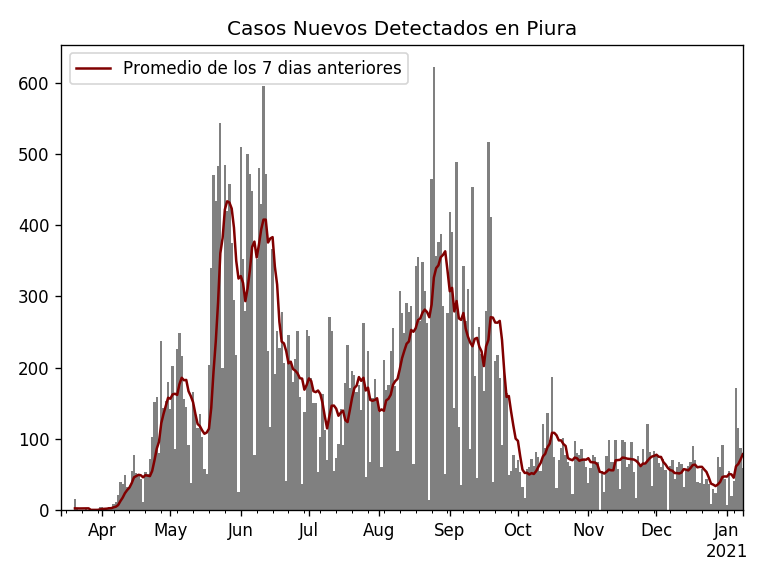 Casos Nuevos Detectados en Piura
Promedio de los 7 dias anteriores
600
500
400
300
200
100
0
Apr May Jun Jul Aug Sep Oct Nov Dec Jan
2021